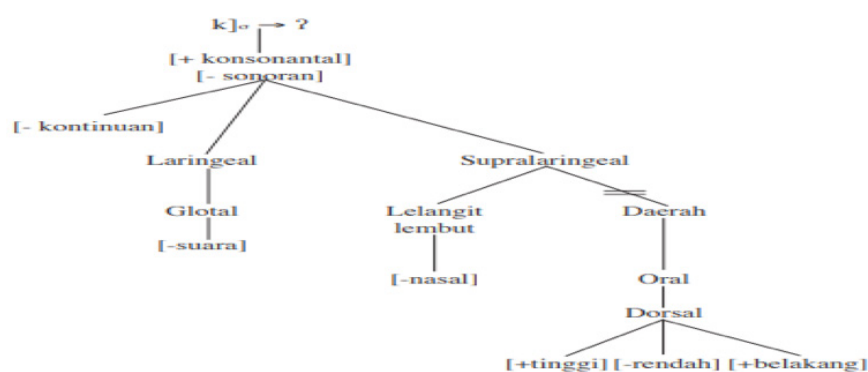 k]σ → ?
[+ konsonantal]
[- sonoran]
[- kontinuan]
Laringeal Supralaringeal
Glotal Lelangit lembut Daerah
[-suara] [-nasal] Oral
Dorsal
[+tinggi] [-rendah] [+belakang]